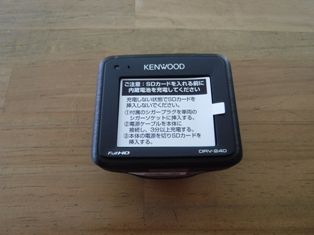 KENWOOD
ご注意：SDカードを入れる前に
内蔵電池を充電してください
充電しない状態でSDカードを
挿入しないでください。
①付属のシガープラグを車両の
シガーソケットに挿入する。
②電源ケーブルを本体に
接続し、3分以上充電する。
③本体の電源を切りSDカードを
挿入する。
Full HD
DRV-240